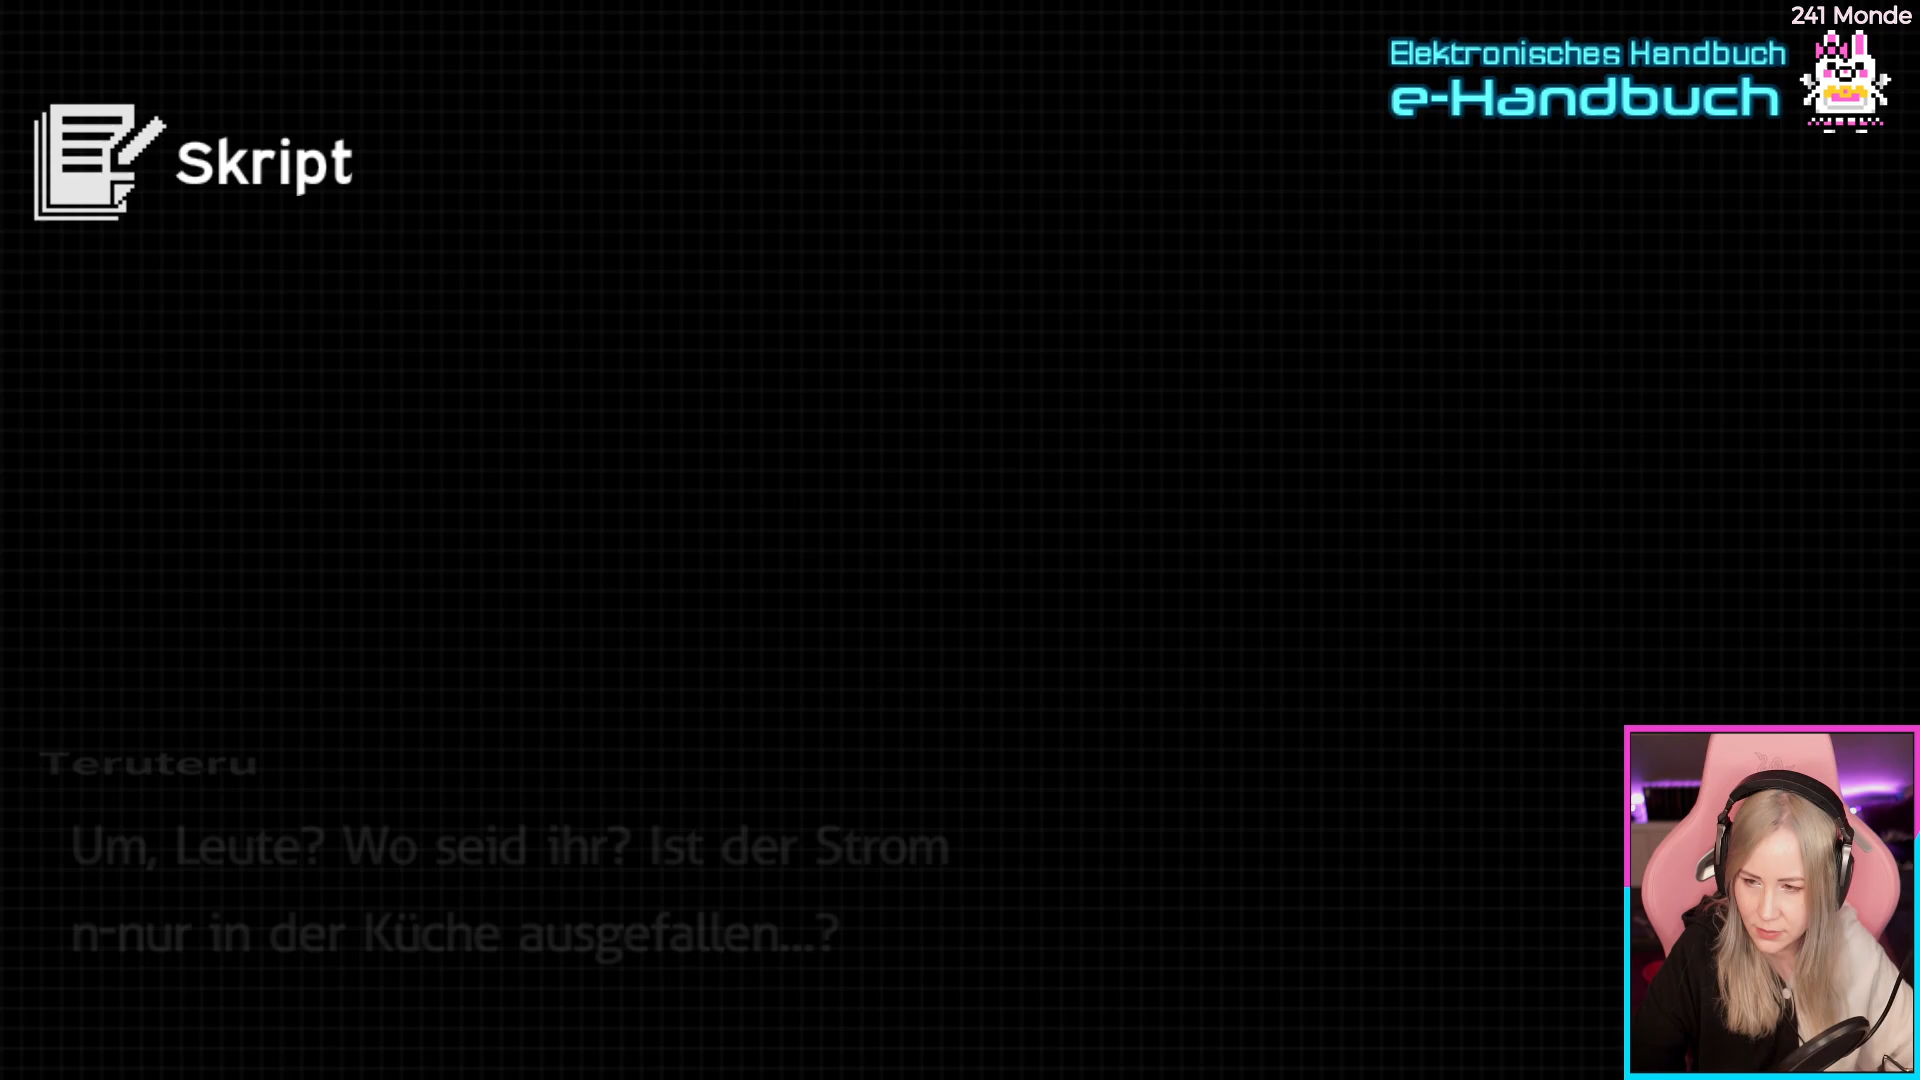 241 Monde
Elektronisches Handbuch
e-Handbuch
Skript
Teruteru
Um, Leute? Wo seid ihr? Ist der Strom
n-nur in der Küche ausgefallen...?